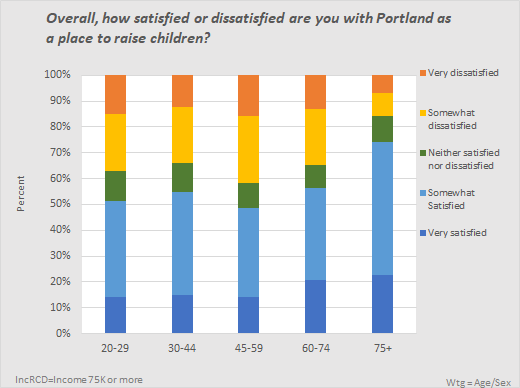 Overall, how satisfied or dissatisfied are you with Portland as
a place to raise children?
Percent
100%
90%
80%
70%
60%
50%
40%
30%
20%
10%
0%
20-29 30-44 45-59 60-74 75+
Very dissatisfied
Somewhat
dissatisfied
Neither satisfied
nor dissatisfied
Somewhat
Satisfied
Very satisfied
IncRCD=Income 75K or more
Wtg = Age/Sex